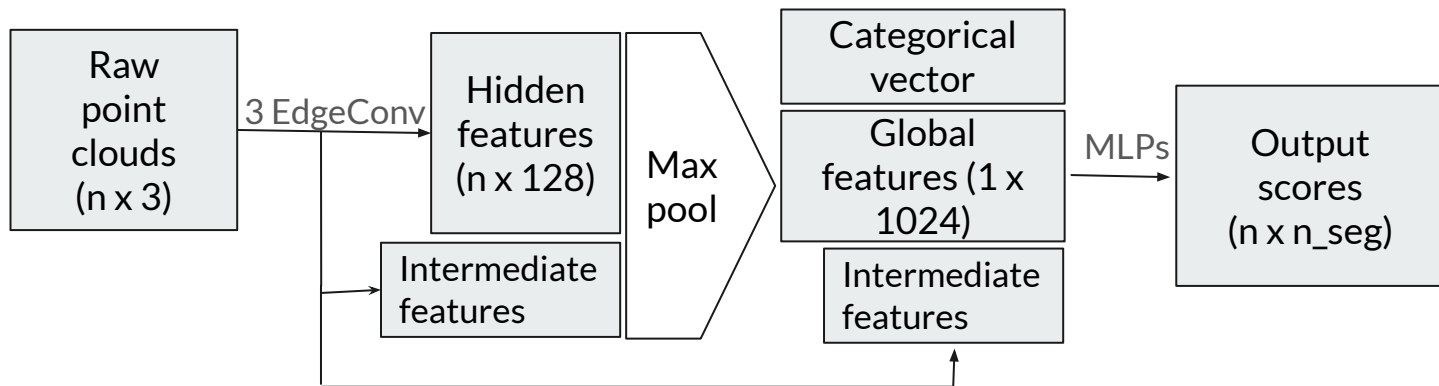 Raw
point
clouds
(n x 3)
3 EdgeConv
Hidden
features
(n x 128)
Intermediate
features
Max
pool
Categorical
vector
Global
features (1 x
1024)
Intermediate
features
MLPs
Output
scores
(n x n_seg)